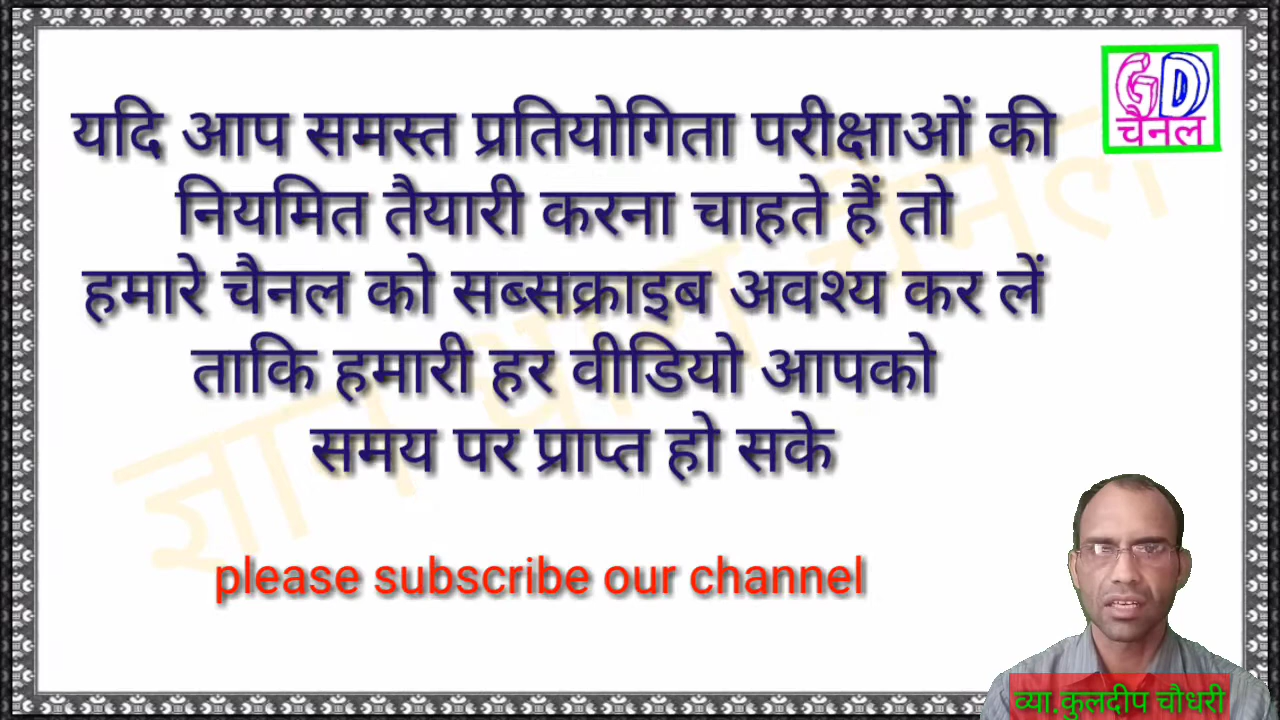 GD
चैनल
यदि आप समस्त प्रतियोगिता परीक्षाओं की
नियमित तैयारी करना चाहते हैं तो
हमारे चैनल को सब्सक्राइब अवश्य कर लें
ताकि हमारी हर वीडियो आपको
समय पर प्राप्त हो सके
please subscribe our channel
व्या.कुलदीप चौधरी